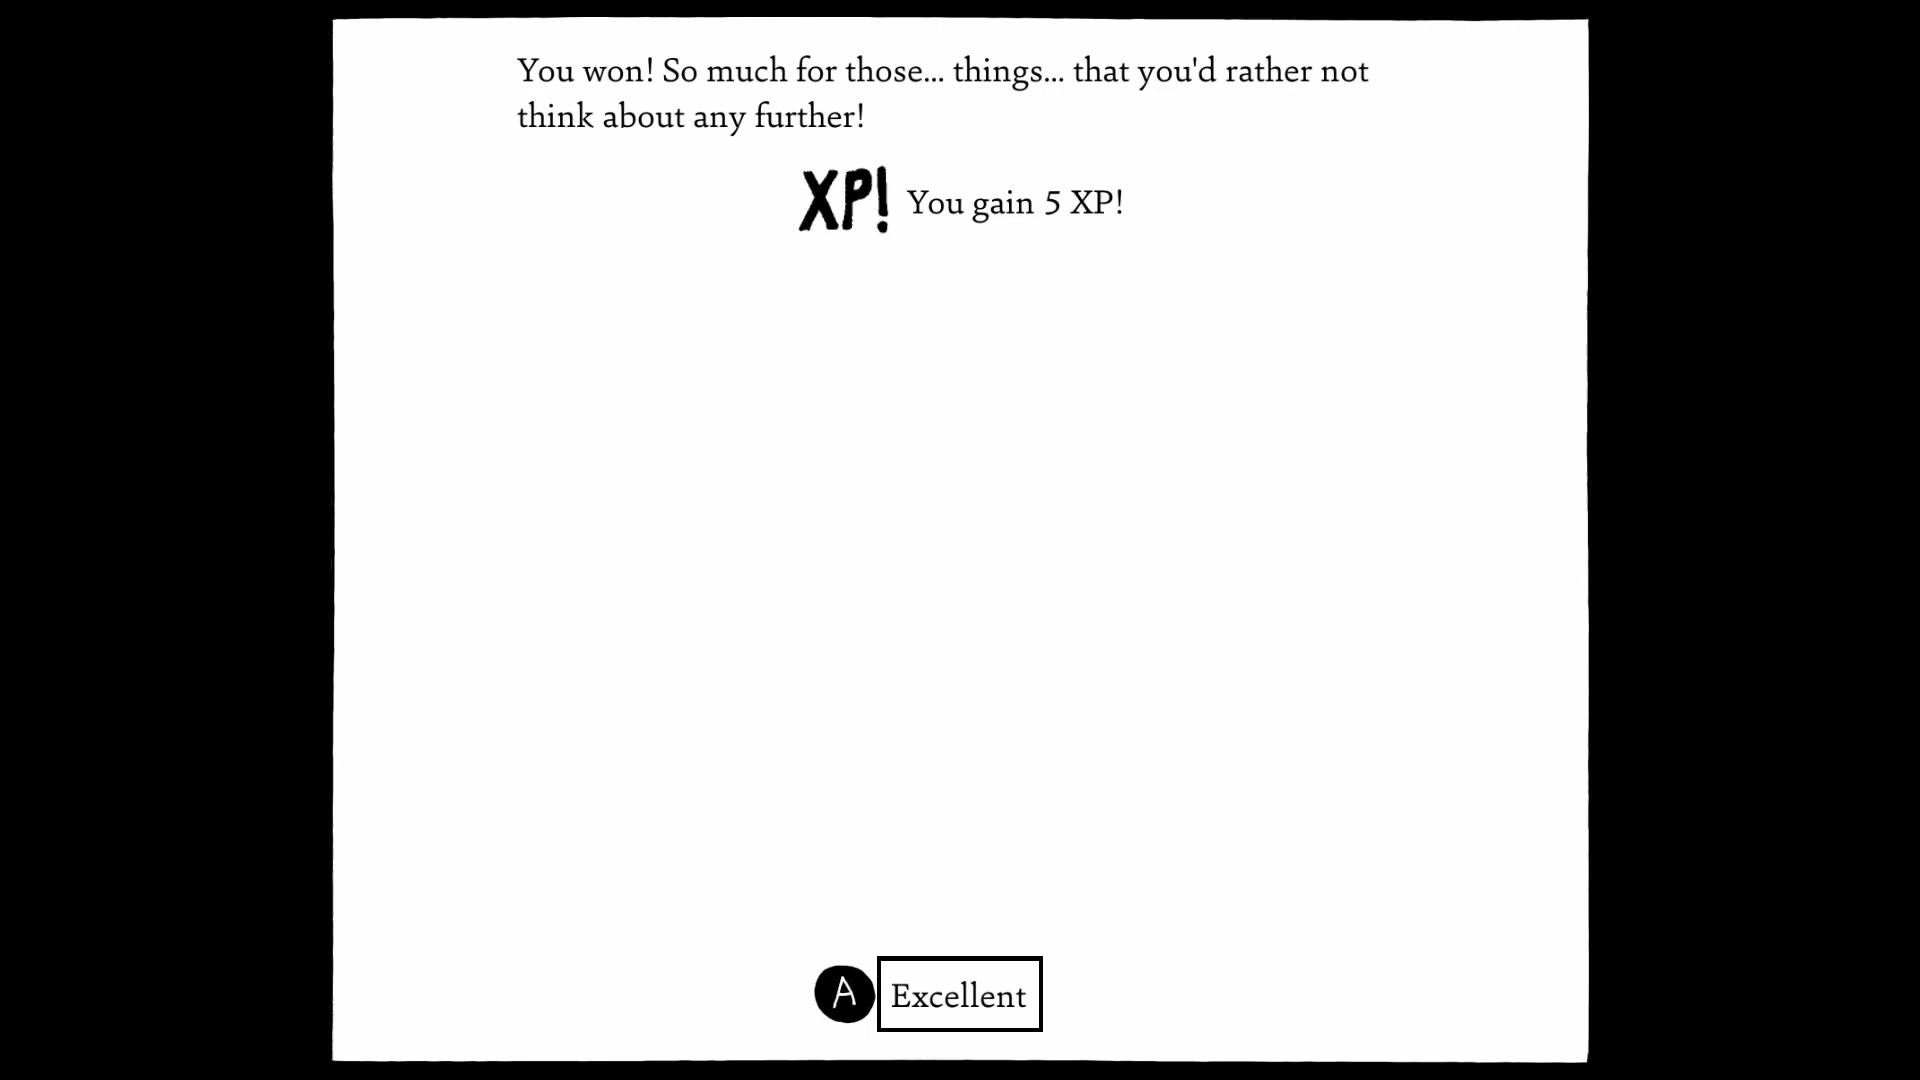 You won! So much for those... things... that you'd rather not
think about any further!
XP! You gain 5 XP!
A Excellent